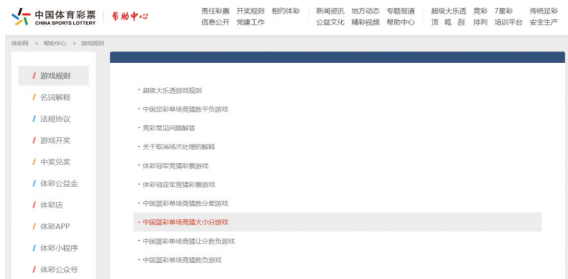 中国体育彩票 帮助中心
CHINA SPORTS LOTTERY
责任彩票 开奖规则 相约体彩 新闻资讯 地方动态 专题报道 超级大乐透 竞彩 7星彩 传统足彩
信息公开 党建工作 公益文化 精彩视频 帮助中心 顶呱刮 排列 培训平台 安全生产
体彩网 > 帮助中心 > 游戏规则
/ 游戏规则
/ 名词解释
/ 法规协议
/ 游戏开奖
/ 中奖兑奖
/ 体彩公益金
/ 体彩店
/ 体彩APP
/ 体彩小程序
/ 体彩公众号
· 超级大乐透游戏规则
· 中国足彩单场竞猜胜平负游戏
· 竞彩常见问题解答
· 关于取消场次处理的解释
· 体彩冠军竞猜彩票游戏
· 体彩冠亚军竞猜彩票游戏
· 中国篮彩单场竞猜胜分差游戏
· 中国篮彩单场竞猜大小分游戏
· 中国篮彩单场竞猜让分胜负游戏
· 中国篮彩单场竞猜胜负游戏